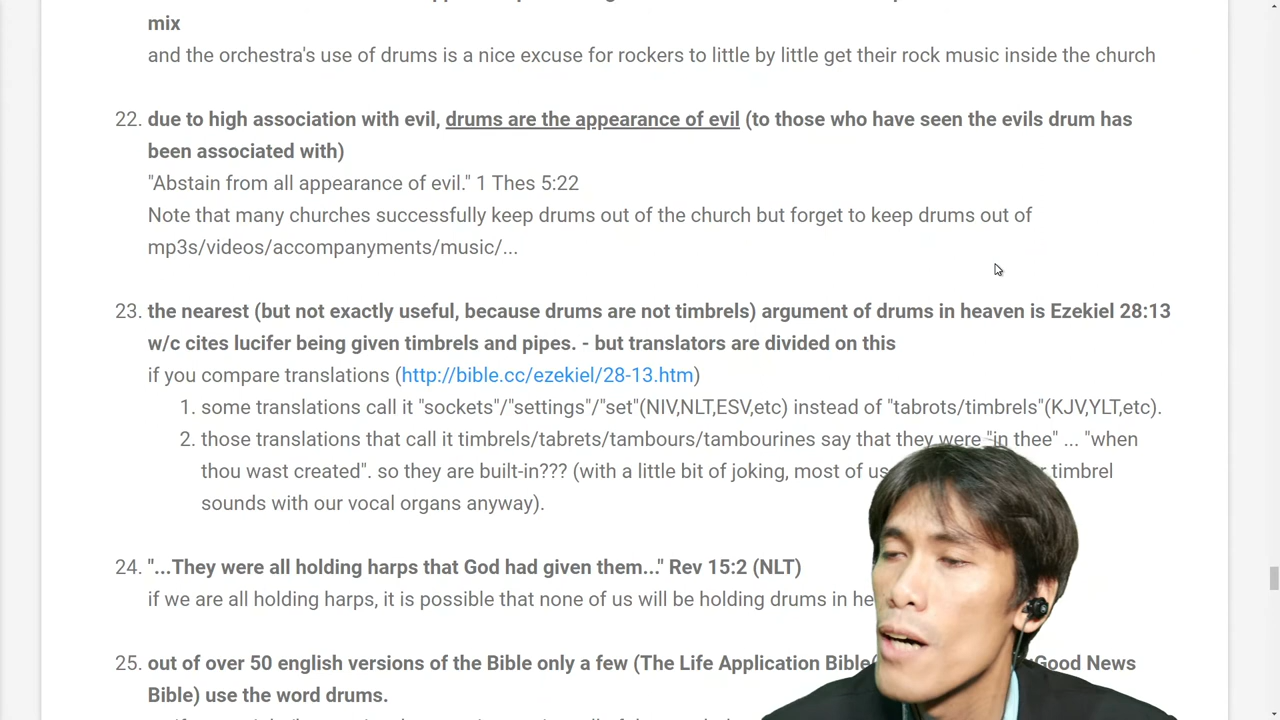 mix
and the orchestra's use of drums is a nice excuse for rockers to little by little get their rock music inside the church
22. due to high association with evil, drums are the appearance of evil (to those who have seen the evils drum has
been associated with)
"Abstain from all appearance of evil." 1 Thes 5:22
Note that many churches successfully keep drums out of the church but forget to keep drums out of
mp3s/videos/accompanyments/music/...
23. the nearest (but not exactly useful, because drums are not timbrels) argument of drums in heaven is Ezekiel 28:13
w/c cites lucifer being given timbrels and pipes. - but translators are divided on this
if you compare translations (http://bible.cc/ezekiel/28-13.htm)
1. some translations call it "sockets"/"settings"/"set"(NIV,NLT,ESV,etc) instead of "tabrots/timbrels"(KJV,YLT,etc).
2. those translations that call it timbrels/tabrets/tambours/tambourines say that they were "in thee" ... "when
thou wast created". so they are built-in??? (with a little bit of joking, most of us timbrel
sounds with our vocal organs anyway).
24. "...They were all holding harps that God had given them..." Rev 15:2 (NLT)
if we are all holding harps, it is possible that none of us will be holding drums in
25. out of over 50 english versions of the Bible only a few (The Life Application Bible Good News
Bible) use the word drums.